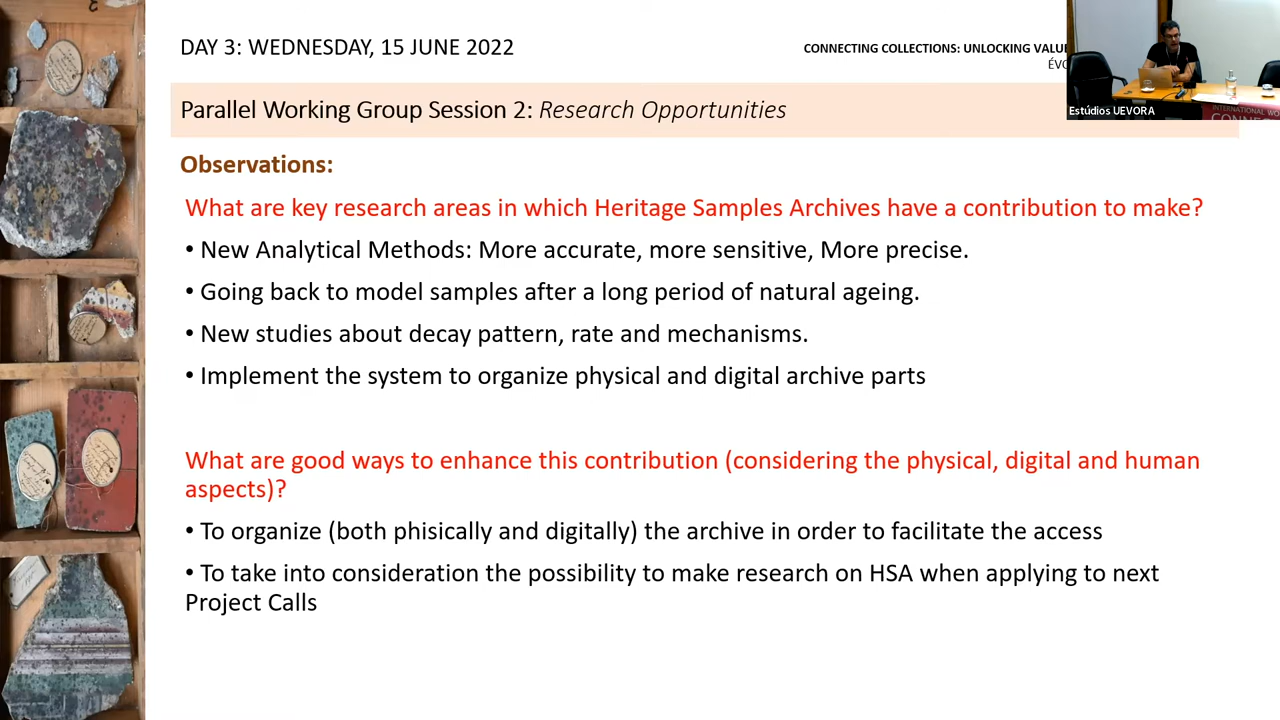 DAY 3: WEDNESDAY, 15 JUNE 2022
CONNECTING COLLECTIONS: UNLOCKING VALUE
ÉVO
Estúdios UEVORA
INTERNATIONAL WO
CONNE
Parallel Working Group Session 2: Research Opportunities
Observations:
What are key research areas in which Heritage Samples Archives have a contribution to make?
• New Analytical Methods: More accurate, more sensitive, More precise.
• Going back to model samples after a long period of natural ageing.
• New studies about decay pattern, rate and mechanisms.
• Implement the system to organize physical and digital archive parts
What are good ways to enhance this contribution (considering the physical, digital and human
aspects)?
• To organize (both phisically and digitally) the archive in order to facilitate the access
• To take into consideration the possibility to make research on HSA when applying to next
Project Calls